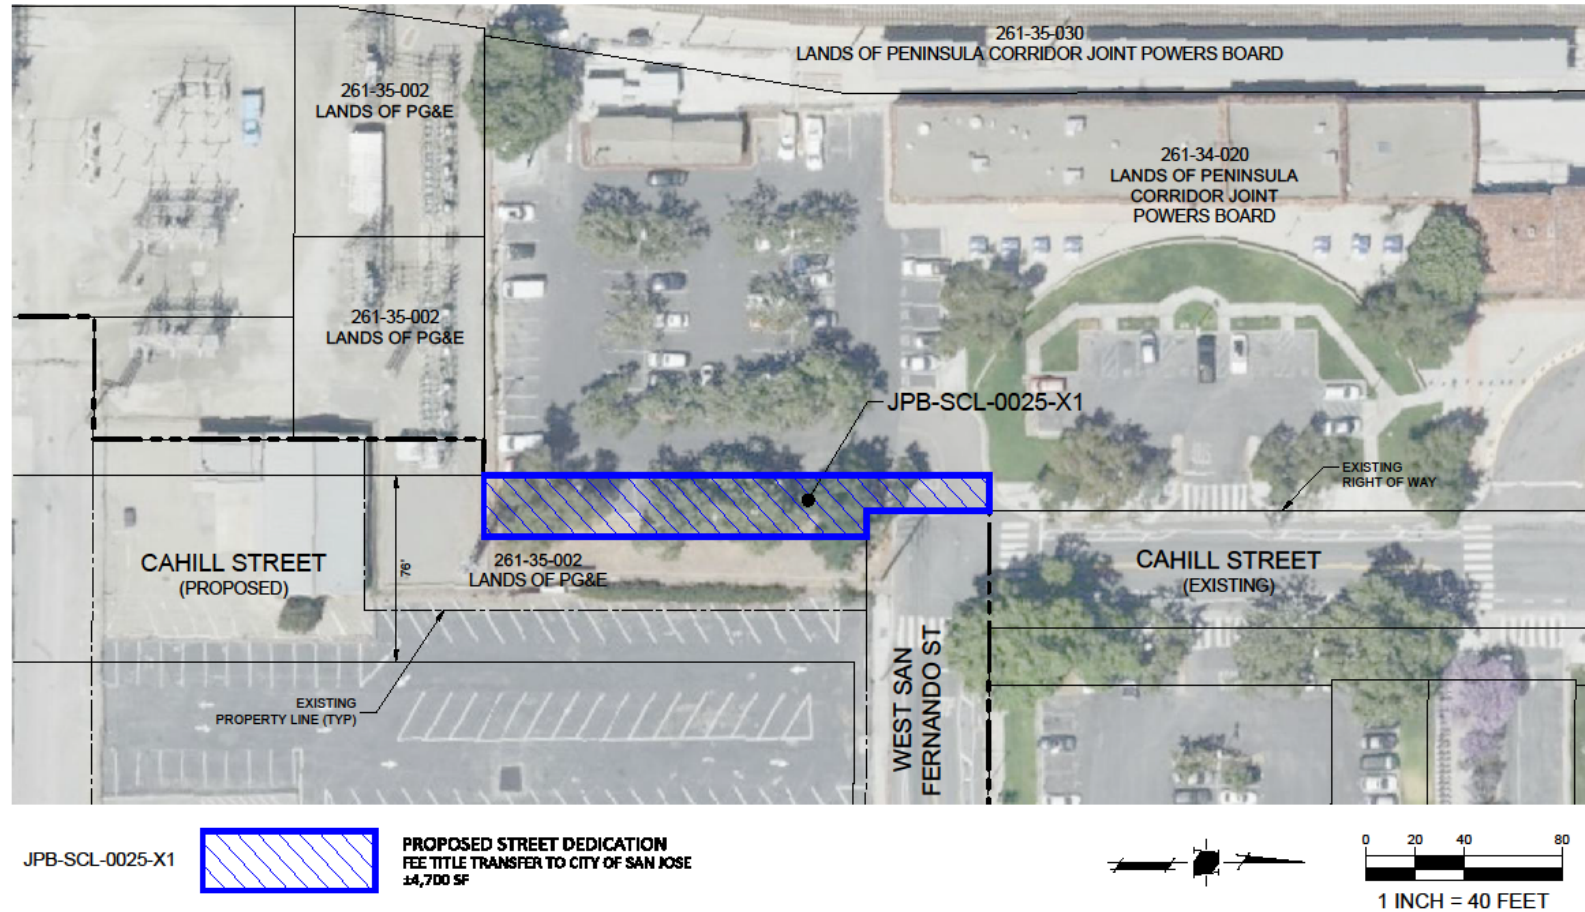 261-35-030
LANDS OF PENINSULA CORRIDOR JOINT POWERS BOARD
261-35-002
LANDS OF PG&E
261-34-020
LANDS OF PENINSULA
CORRIDOR JOINT
POWERS BOARD
261-35-002
LANDS OF PG&E
JPB-SCL-0025-X1
EXISTING
RIGHT OF WAY
CAHILL STREET
(PROPOSED)
76'
261-35-002
LANDS OF PG&E
CAHILL STREET
(EXISTING)
WEST SAN
FERNANDO ST
EXISTING
PROPERTY LINE (TYP)
JPB-SCL-0025-X1
PROPOSED STREET DEDICATION
FEE TITLE TRANSFER TO CITY OF SAN JOSE
±4,700 SF
0 20 40 80
1 INCH = 40 FEET